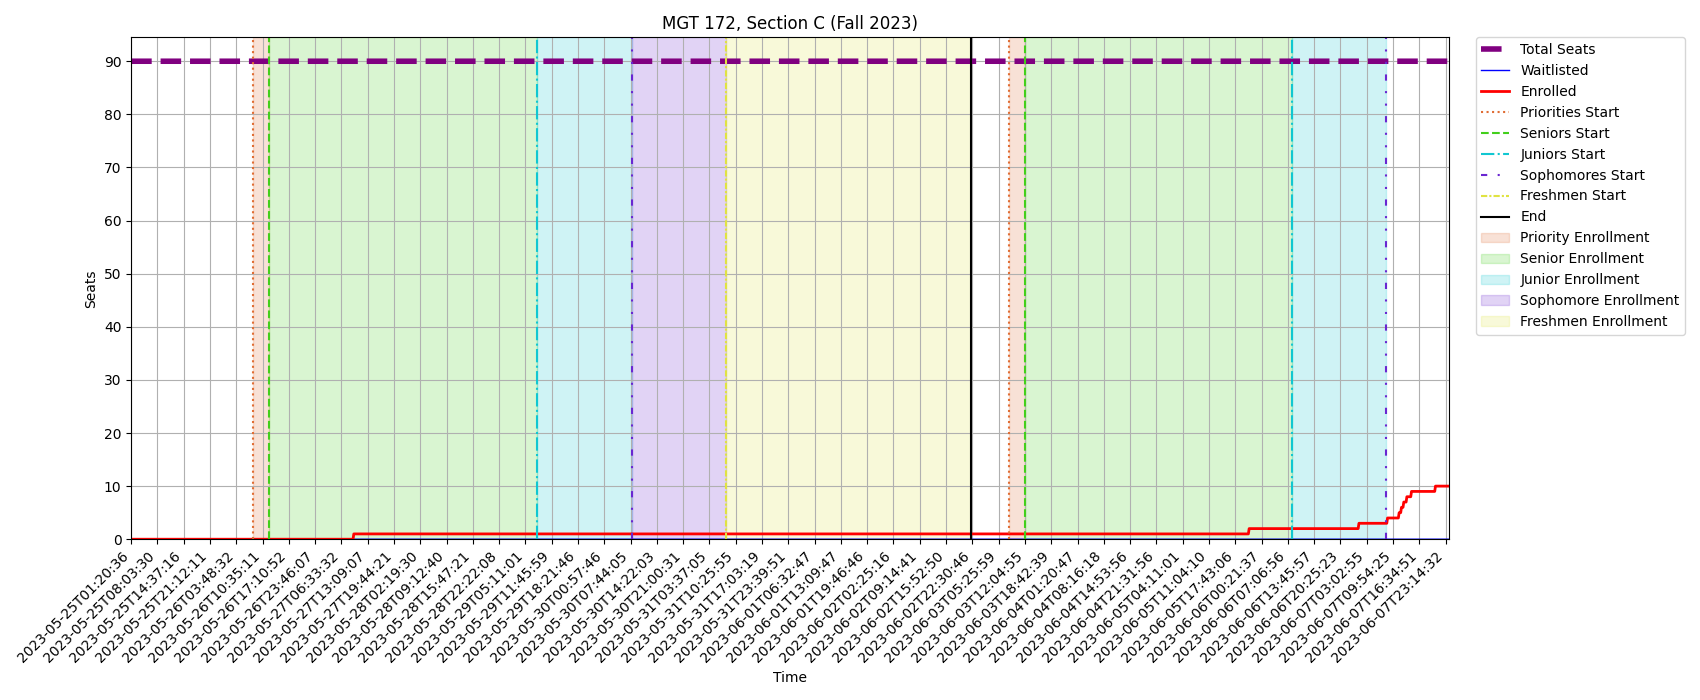 MGT 172, Section C (Fall 2023)
Seats
90
80
70
60
50
40
30
20
10
0
2023-05-25T01:20:36
2023-05-25T08:03:30
2023-05-25T14:37:16
2023-05-25T21:12:11
2023-05-26T03:48:32
2023-05-26T10:35:11
2023-05-26T17:10:52
2023-05-26T23:46:07
2023-05-27T06:33:32
2023-05-27T13:09:07
2023-05-27T19:44:21
2023-05-28T02:19:30
2023-05-28T09:12:40
2023-05-28T15:47:21
2023-05-28T22:22:08
2023-05-29T05:11:01
2023-05-29T11:45:59
2023-05-29T18:21:46
2023-05-30T00:57:46
2023-05-30T07:44:05
2023-05-30T14:22:03
2023-05-30T21:00:31
2023-05-31T03:37:05
2023-05-31T10:25:55
2023-05-31T17:03:19
2023-05-31T23:39:51
2023-06-01T06:32:47
2023-06-01T13:09:47
2023-06-01T19:46:46
2023-06-02T02:25:16
2023-06-02T09:14:41
2023-06-02T15:52:50
2023-06-02T22:30:46
2023-06-03T05:25:59
2023-06-03T12:04:55
2023-06-03T18:42:39
2023-06-04T01:20:47
2023-06-04T08:16:18
2023-06-04T14:53:56
2023-06-04T21:31:56
2023-06-05T04:11:01
2023-06-05T11:04:10
2023-06-05T17:43:06
2023-06-06T00:21:37
2023-06-06T07:06:56
2023-06-06T13:45:57
2023-06-06T20:25:23
2023-06-07T03:02:55
2023-06-07T09:54:25
2023-06-07T16:34:51
2023-06-07T23:14:32
Time
Total Seats
Waitlisted
Enrolled
Priorities Start
Seniors Start
Juniors Start
Sophomores Start
Freshmen Start
End
Priority Enrollment
Senior Enrollment
Junior Enrollment
Sophomore Enrollment
Freshmen Enrollment